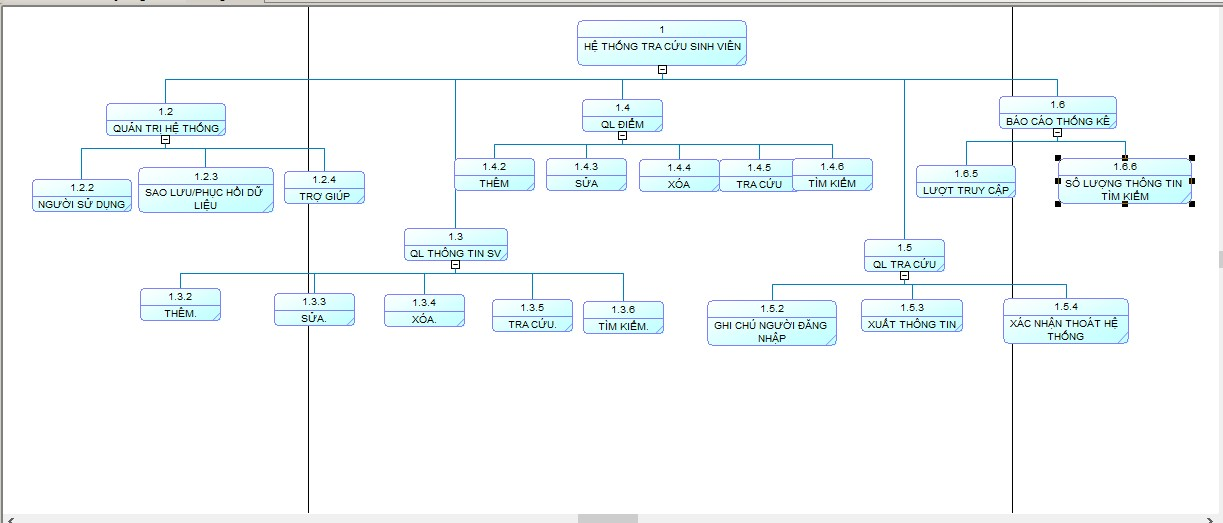 1
HỆ THỐNG TRA CỨU SINH VIÊN
1.2
QUẢN TRI HỆ THỐNG
1.4
QL ĐIỂM
1.6
BÁO CÁO THỐNG KÊ
1.2.2
NGƯỜI SỬ DỤNG
1.2.3
SAO LƯU/PHỤC HỒI DỮ
LIỆU
1.2.4
TRỢ GIÚP
1.4.2
THÊM
1.4.3
SỬA
1.4.4
XÓA
1.4.5
TRA CỨU
1.4.6
TÌM KIẾM
1.6.5
LƯỢT TRUY CẬP
1.6.6
SỐ LƯỢNG THÔNG TIN
TÌM KIẾM
1.3
QL THÔNG TIN SV
1.5
QL TRA CỨU
1.3.2
THÊM.
1.3.3
SỬA.
1.3.4
XÓA.
1.3.5
TRA CỨU.
1.3.6
TÌM KIẾM.
1.5.2
GHI CHÚ NGƯỜI ĐĂNG
NHẬP
1.5.3
XUẤT THÔNG TIN
1.5.4
XÁC NHẬN THOÁT HỆ
THỐNG